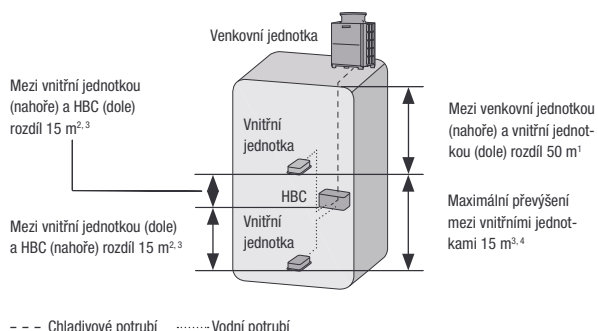 Venkovní jednotka
Mezi vnitřní jednotkou
(nahoře) a HBC (dole)
rozdíl 15 m2, 3
Vnitřní
jednotka
Mezi venkovní jednotkou
(nahoře) a vnitřní jednot-
kou (dole) rozdíl 50 m1
HBC
Mezi vnitřní jednotkou (dole)
a HBC (nahoře) rozdíl 15 m2, 3
Vnitřní
jednotka
Maximální převýšení
mezi vnitřními jednot-
kami 15 m3, 4
– – – Chladivové potrubí ........ Vodní potrubí